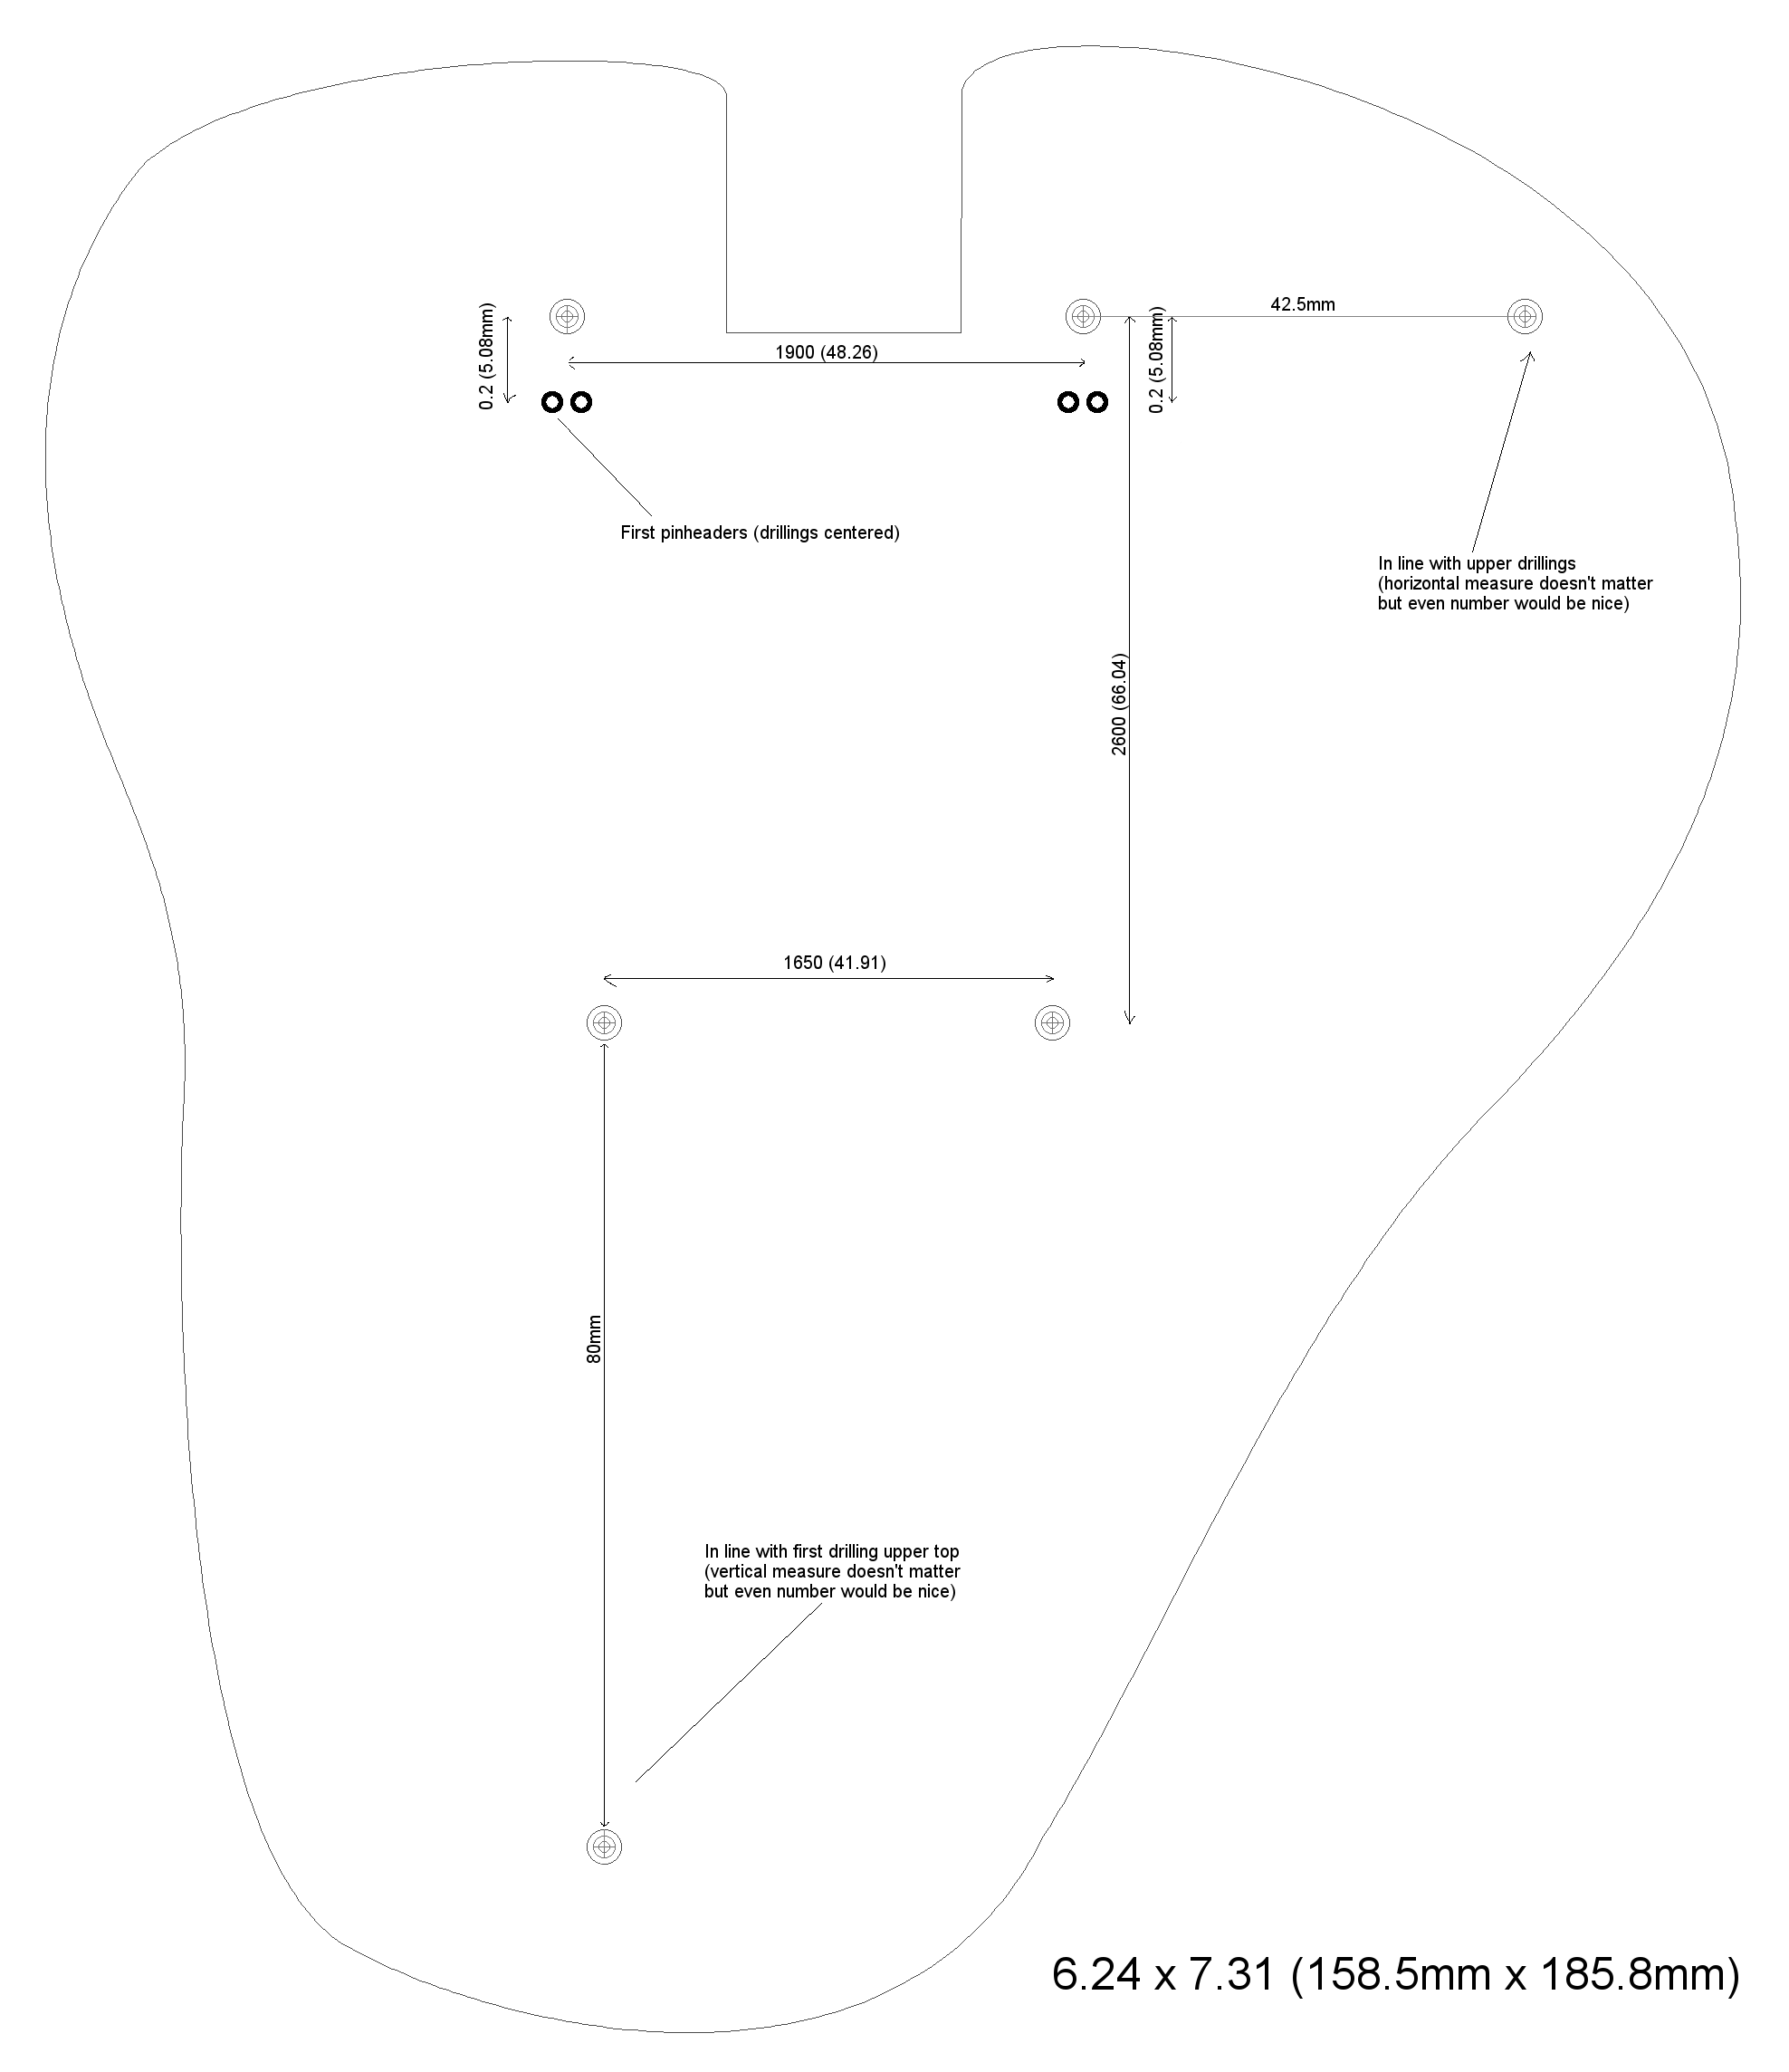 42.5mm
0.2 (5.08mm)
1900 (48.26)
0.2 (5.08mm)
First pinheaders (drillings centered)
In line with upper drillings
(horizontal measure doesn't matter
but even number would be nice)
2600 (66.04)
1650 (41.91)
80mm
In line with first drilling upper top
(vertical measure doesn't matter
but even number would be nice)
6.24 x 7.31 (158.5mm x 185.8mm)